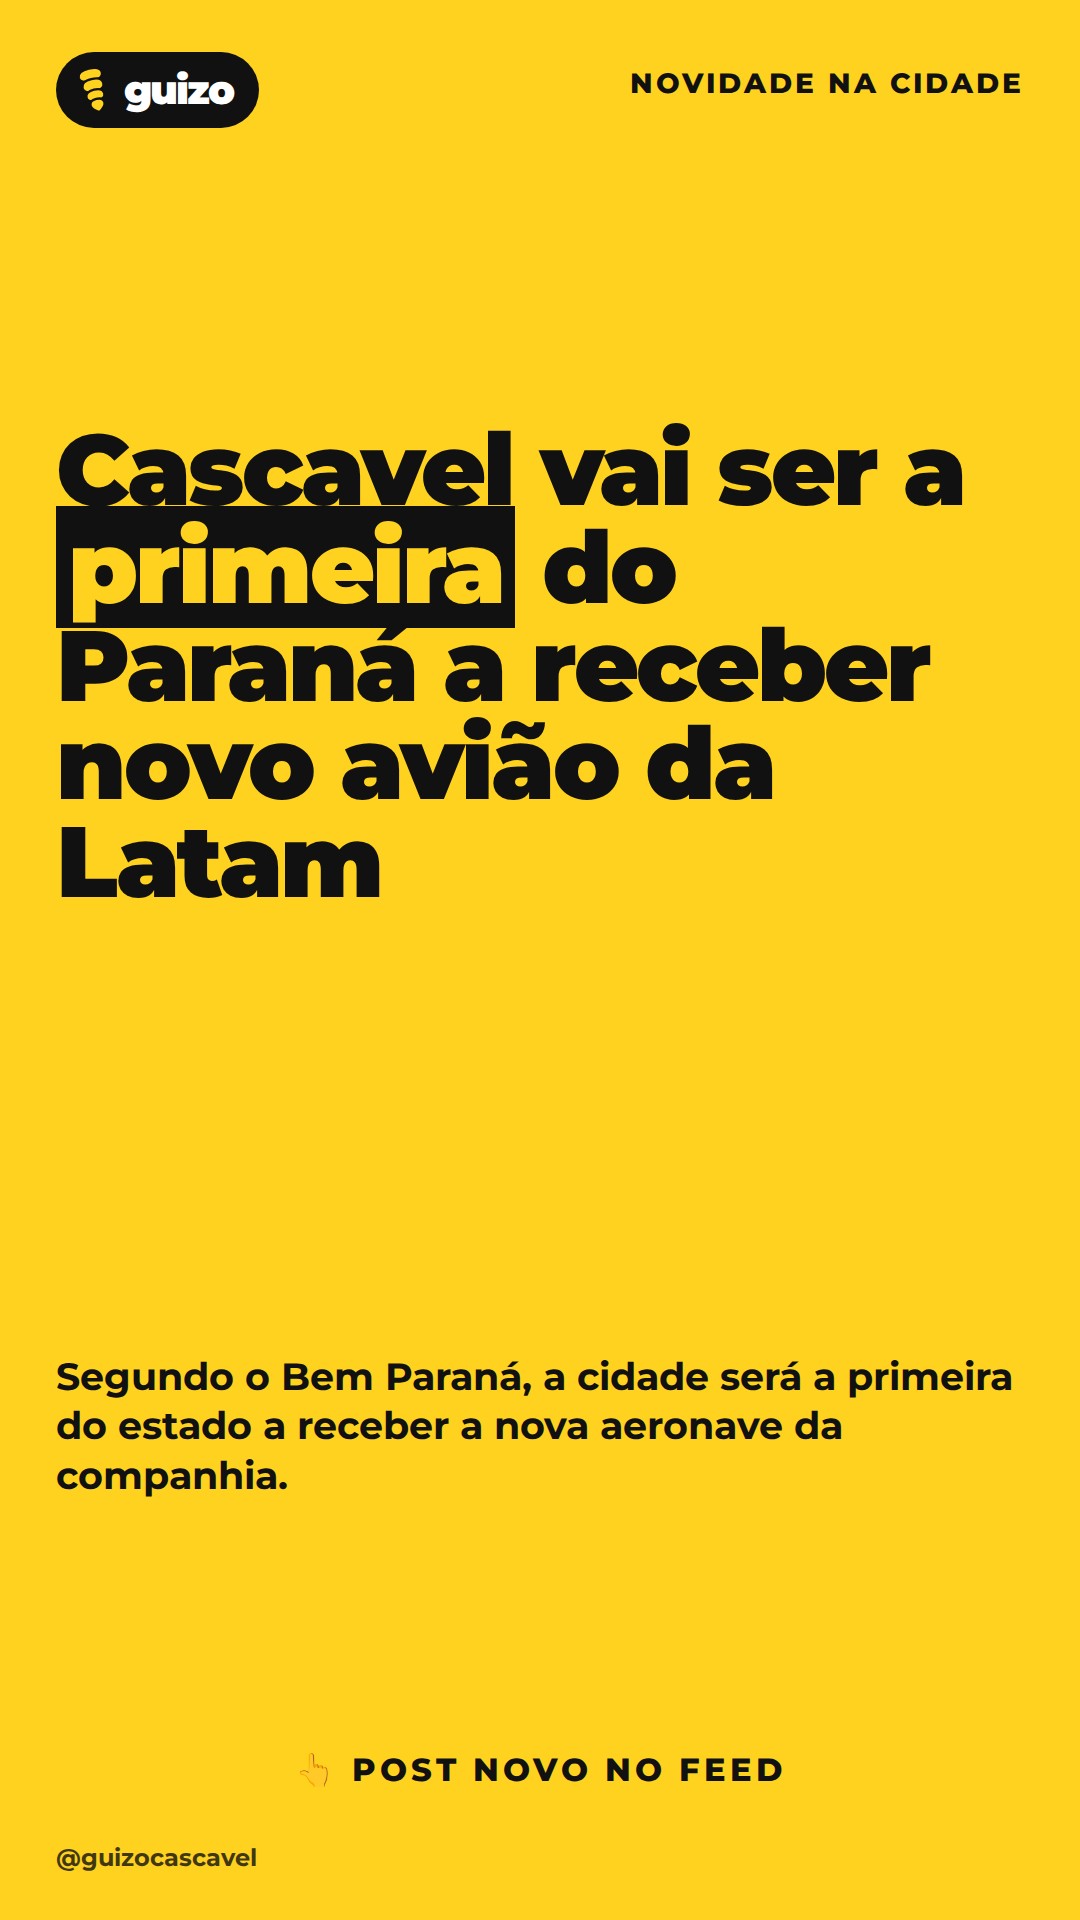 guizo
NOVIDADE NA CIDADE
Cascavel vai ser a
primeira do
Paraná a receber
novo avião da
Latam
Segundo o Bem Paraná, a cidade será a primeira
do estado a receber a nova aeronave da
companhia.
👆 POST NOVO NO FEED
@guizocascavel